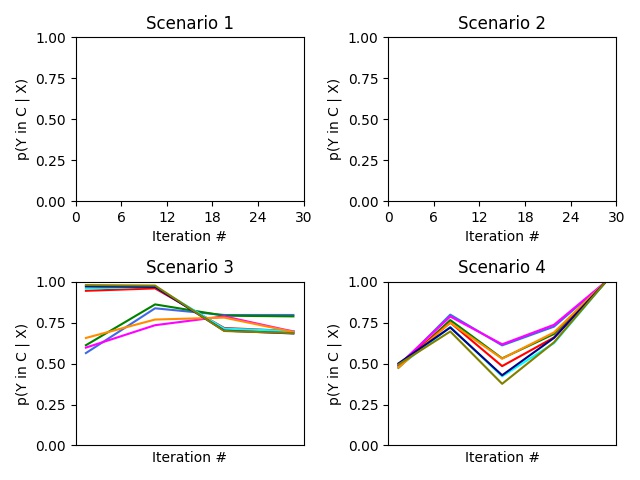 Scenario 1
1.00
0.75
0.50
0.25
0.00
p(Y in C | X)
0 6 12 18 24 30
Iteration #
Scenario 2
1.00
0.75
0.50
0.25
0.00
p(Y in C | X)
0 6 12 18 24 30
Iteration #
Scenario 3
1.00
0.75
0.50
0.25
0.00
p(Y in C | X)
Iteration #
Scenario 4
1.00
0.75
0.50
0.25
0.00
p(Y in C | X)
Iteration #